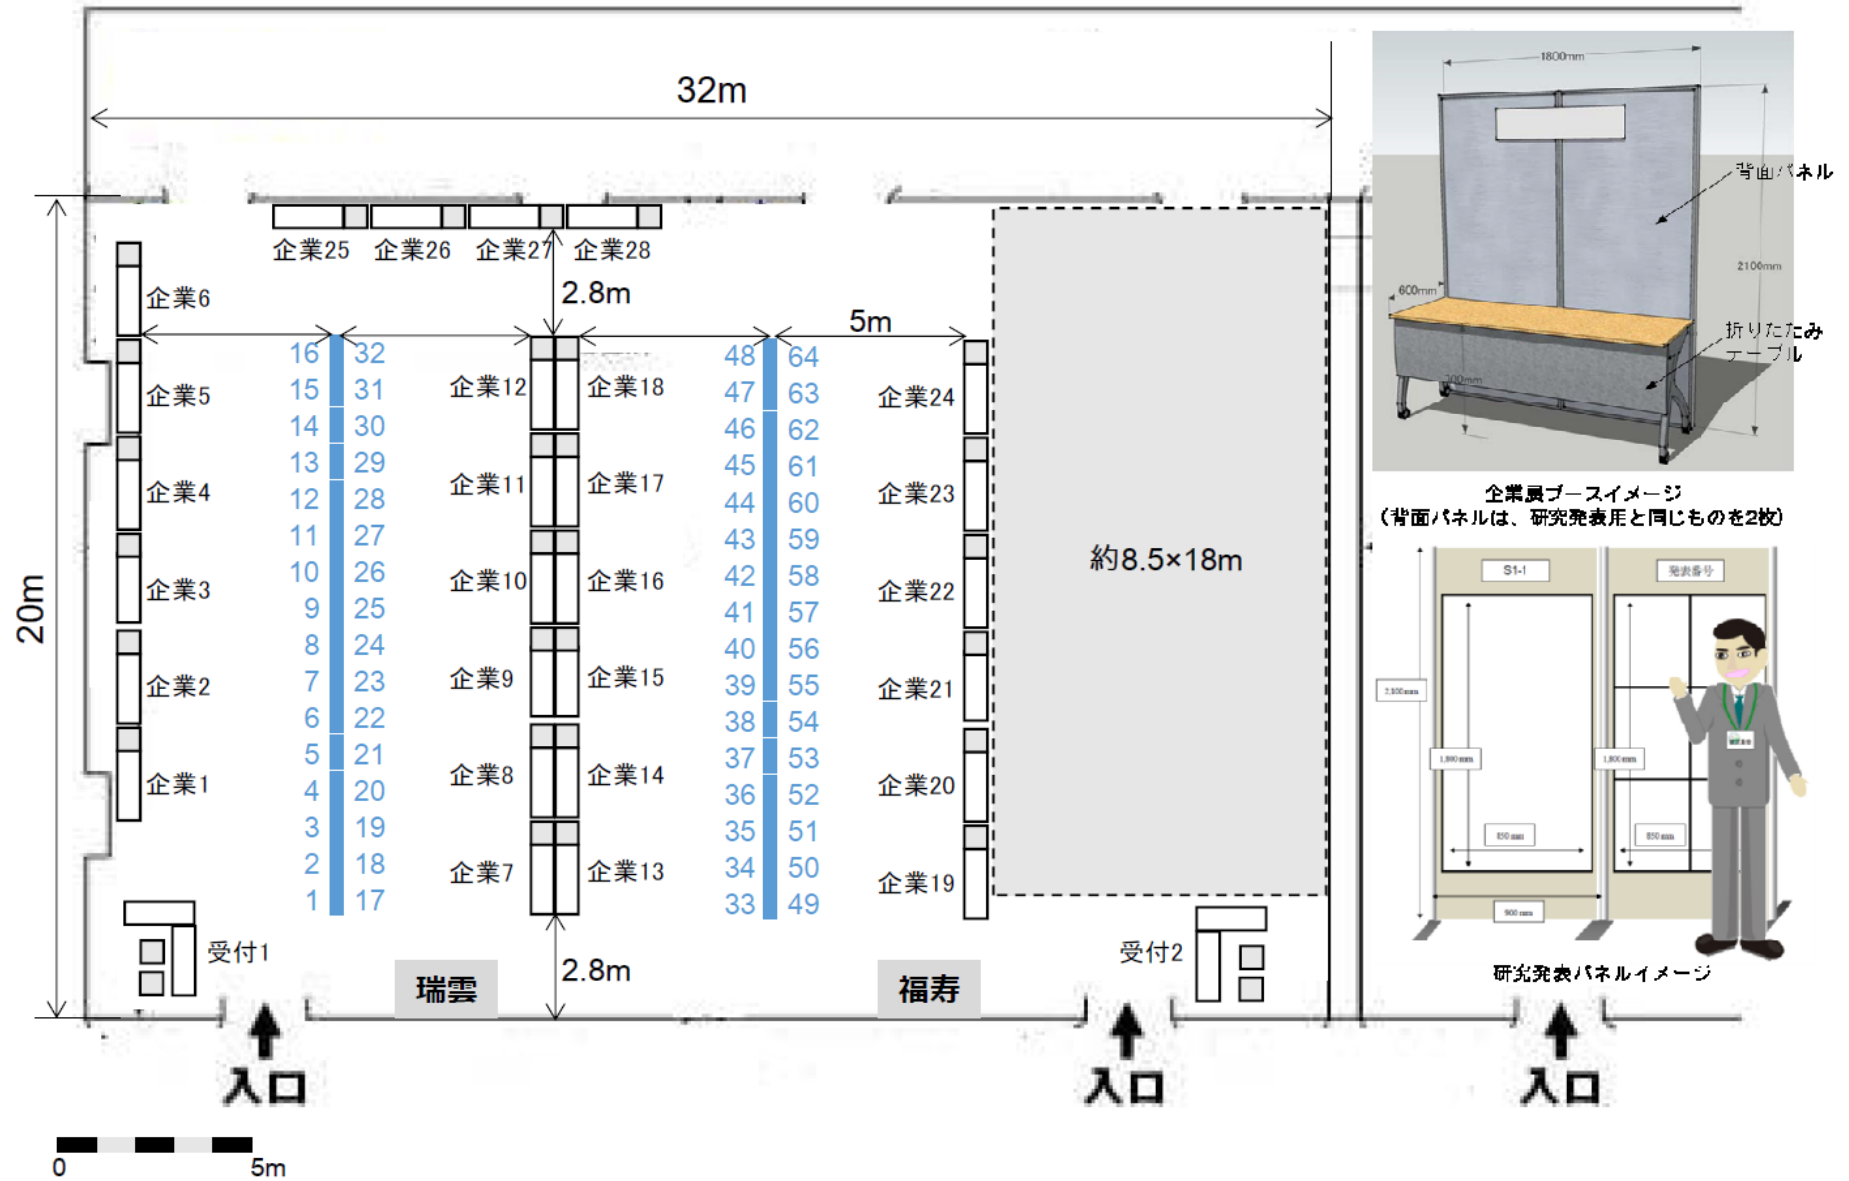 32m
20m
企業25
企業26
企業27
企業28
2.8m
5m
企業6
企業5
企業4
企業3
企業2
企業1
16 32
15 31
14 30
13 29
12 28
11 27
10 26
9 25
8 24
7 23
6 22
5 21
4 20
3 19
2 18
1 17
企業12
企業11
企業10
企業9
企業8
企業7
企業18
企業17
企業16
企業15
企業14
企業13
48 64
47 63
46 62
45 61
44 60
43 59
42 58
41 57
40 56
39 55
38 54
37 53
36 52
35 51
34 50
33 49
企業24
企業23
企業22
企業21
企業20
企業19
約8.5×18m
受付1
瑞雲
2.8m
福寿
受付2
入口
入口
入口
0
5m
1800mm
背面パネル
2100mm
600mm
折りたたみ
テーブル
企業展ブースイメージ
(背面パネルは、研究発表用と同じものを2枚)
S1-1
発表番号
2,100mm
1,800mm
1,800mm
850mm
850mm
900mm
研究発表パネルイメージ